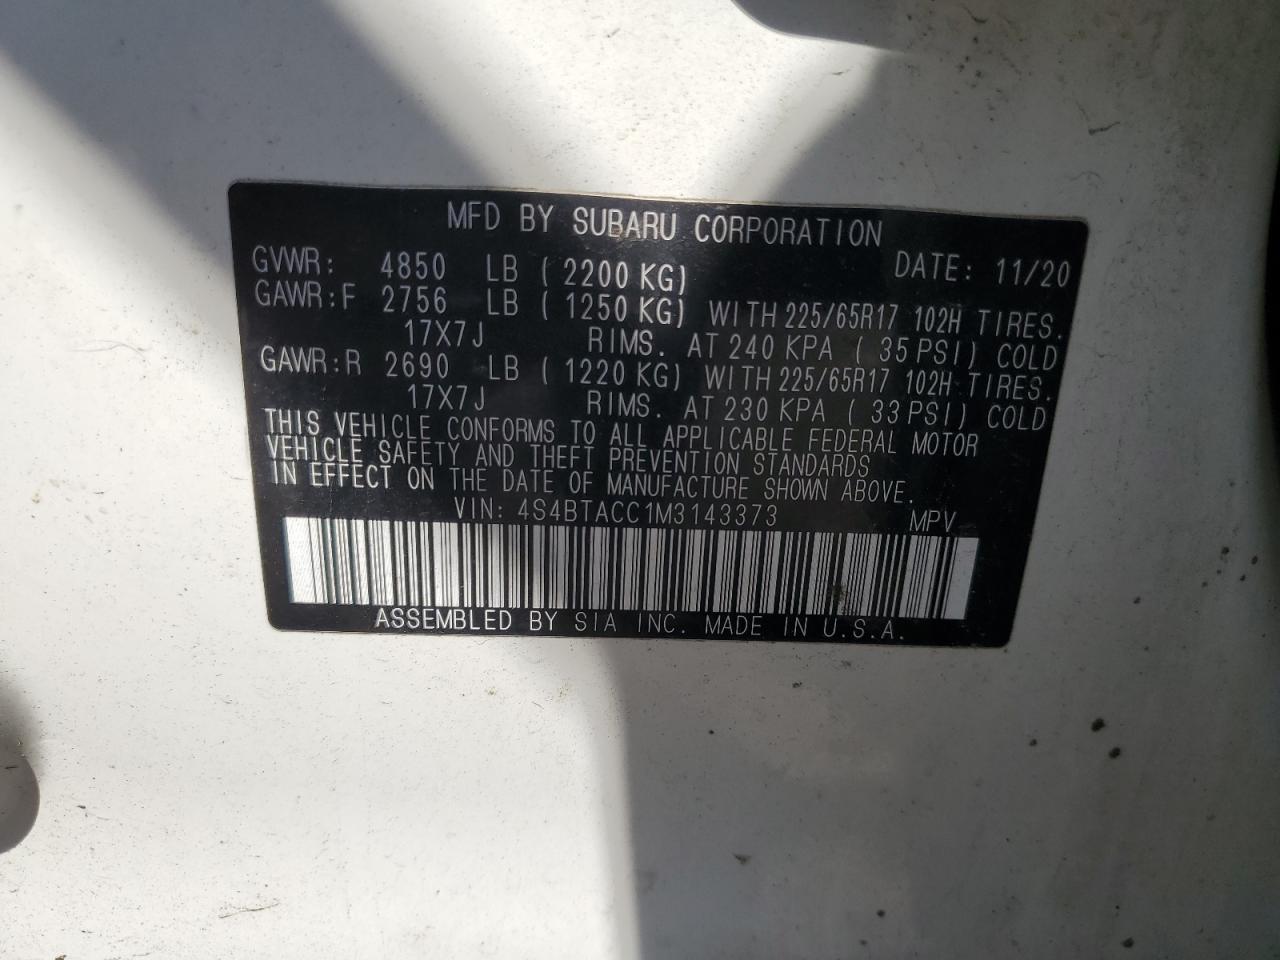 MFD BY SUBARU CORPORATION
GVWR: 4850 LB ( 2200 KG) DATE: 11/20
GAWR:F 2756 LB ( 1250 KG) WITH 225/65R17 102H TIRES.
17X7J RIMS. AT 240 KPA ( 35 PSI) COLD
GAWR:R 2690 LB ( 1220 KG) WITH 225/65R17 102H TIRES.
17X7J RIMS. AT 230 KPA ( 33 PSI) COLD
THIS VEHICLE CONFORMS TO ALL APPLICABLE FEDERAL MOTOR
VEHICLE SAFETY AND THEFT PREVENTION STANDARDS
IN EFFECT ON THE DATE OF MANUFACTURE SHOWN ABOVE.
VIN: 4S4BTACC1M3143373 MPV
ASSEMBLED BY SIA INC. MADE IN U.S.A.